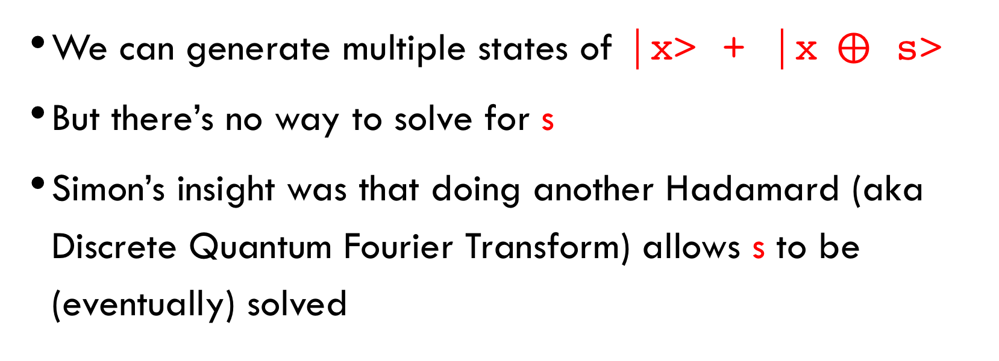 • We can generate multiple states of |x> + |x ⊕ s>
• But there’s no way to solve for s
• Simon’s insight was that doing another Hadamard (aka
Discrete Quantum Fourier Transform) allows s to be
(eventually) solved